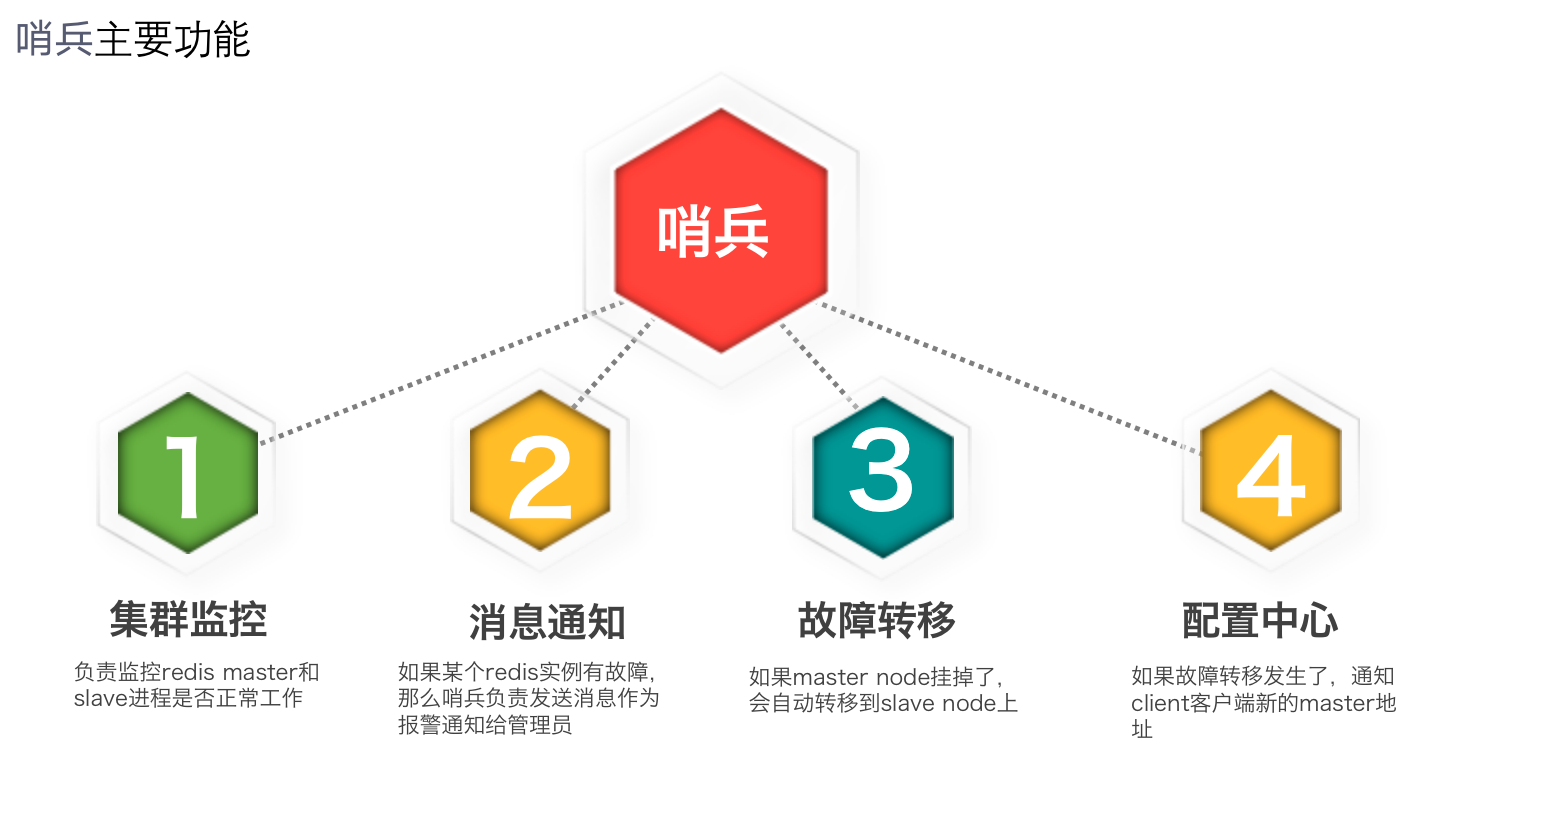 哨兵主要功能
哨兵
1
2
3
4
集群监控
负责监控redis master和
slave进程是否正常工作
消息通知
如果某个redis实例有故障，
那么哨兵负责发送消息作为
报警通知给管理员
故障转移
如果master node挂掉了，
会自动转移到slave node上
配置中心
如果故障转移发生了，通知
client客户端新的master地
址